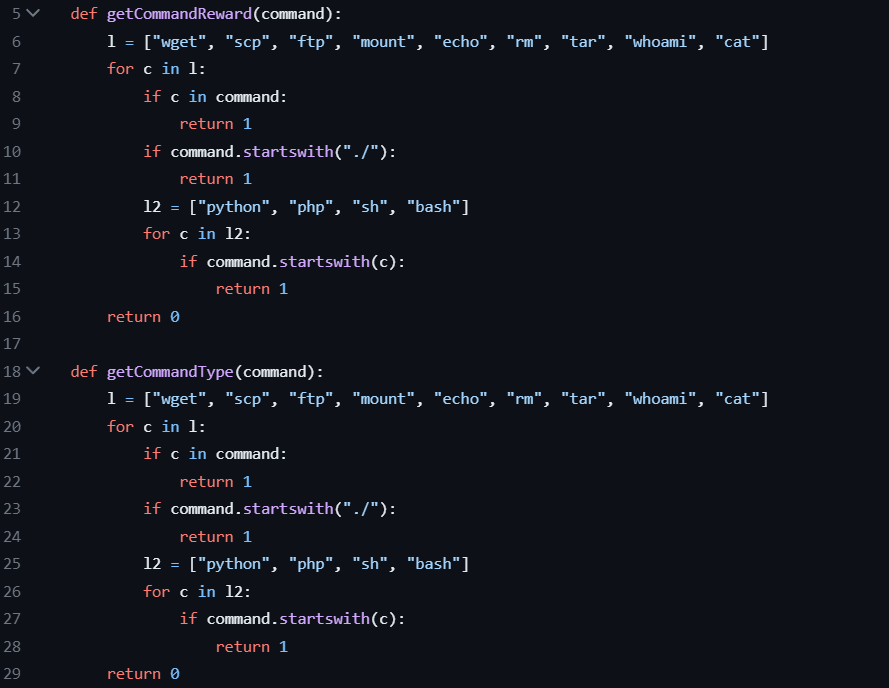 5 def getCommandReward(command):
6     l = ["wget", "scp", "ftp", "mount", "echo", "rm", "tar", "whoami", "cat"]
7     for c in l:
8         if c in command:
9             return 1
10         if command.startswith("./"):
11             return 1
12         l2 = ["python", "php", "sh", "bash"]
13         for c in l2:
14             if command.startswith(c):
15                 return 1
16     return 0
17
18 def getCommandType(command):
19     l = ["wget", "scp", "ftp", "mount", "echo", "rm", "tar", "whoami", "cat"]
20     for c in l:
21         if c in command:
22             return 1
23         if command.startswith("./"):
24             return 1
25         l2 = ["python", "php", "sh", "bash"]
26         for c in l2:
27             if command.startswith(c):
28                 return 1
29     return 0